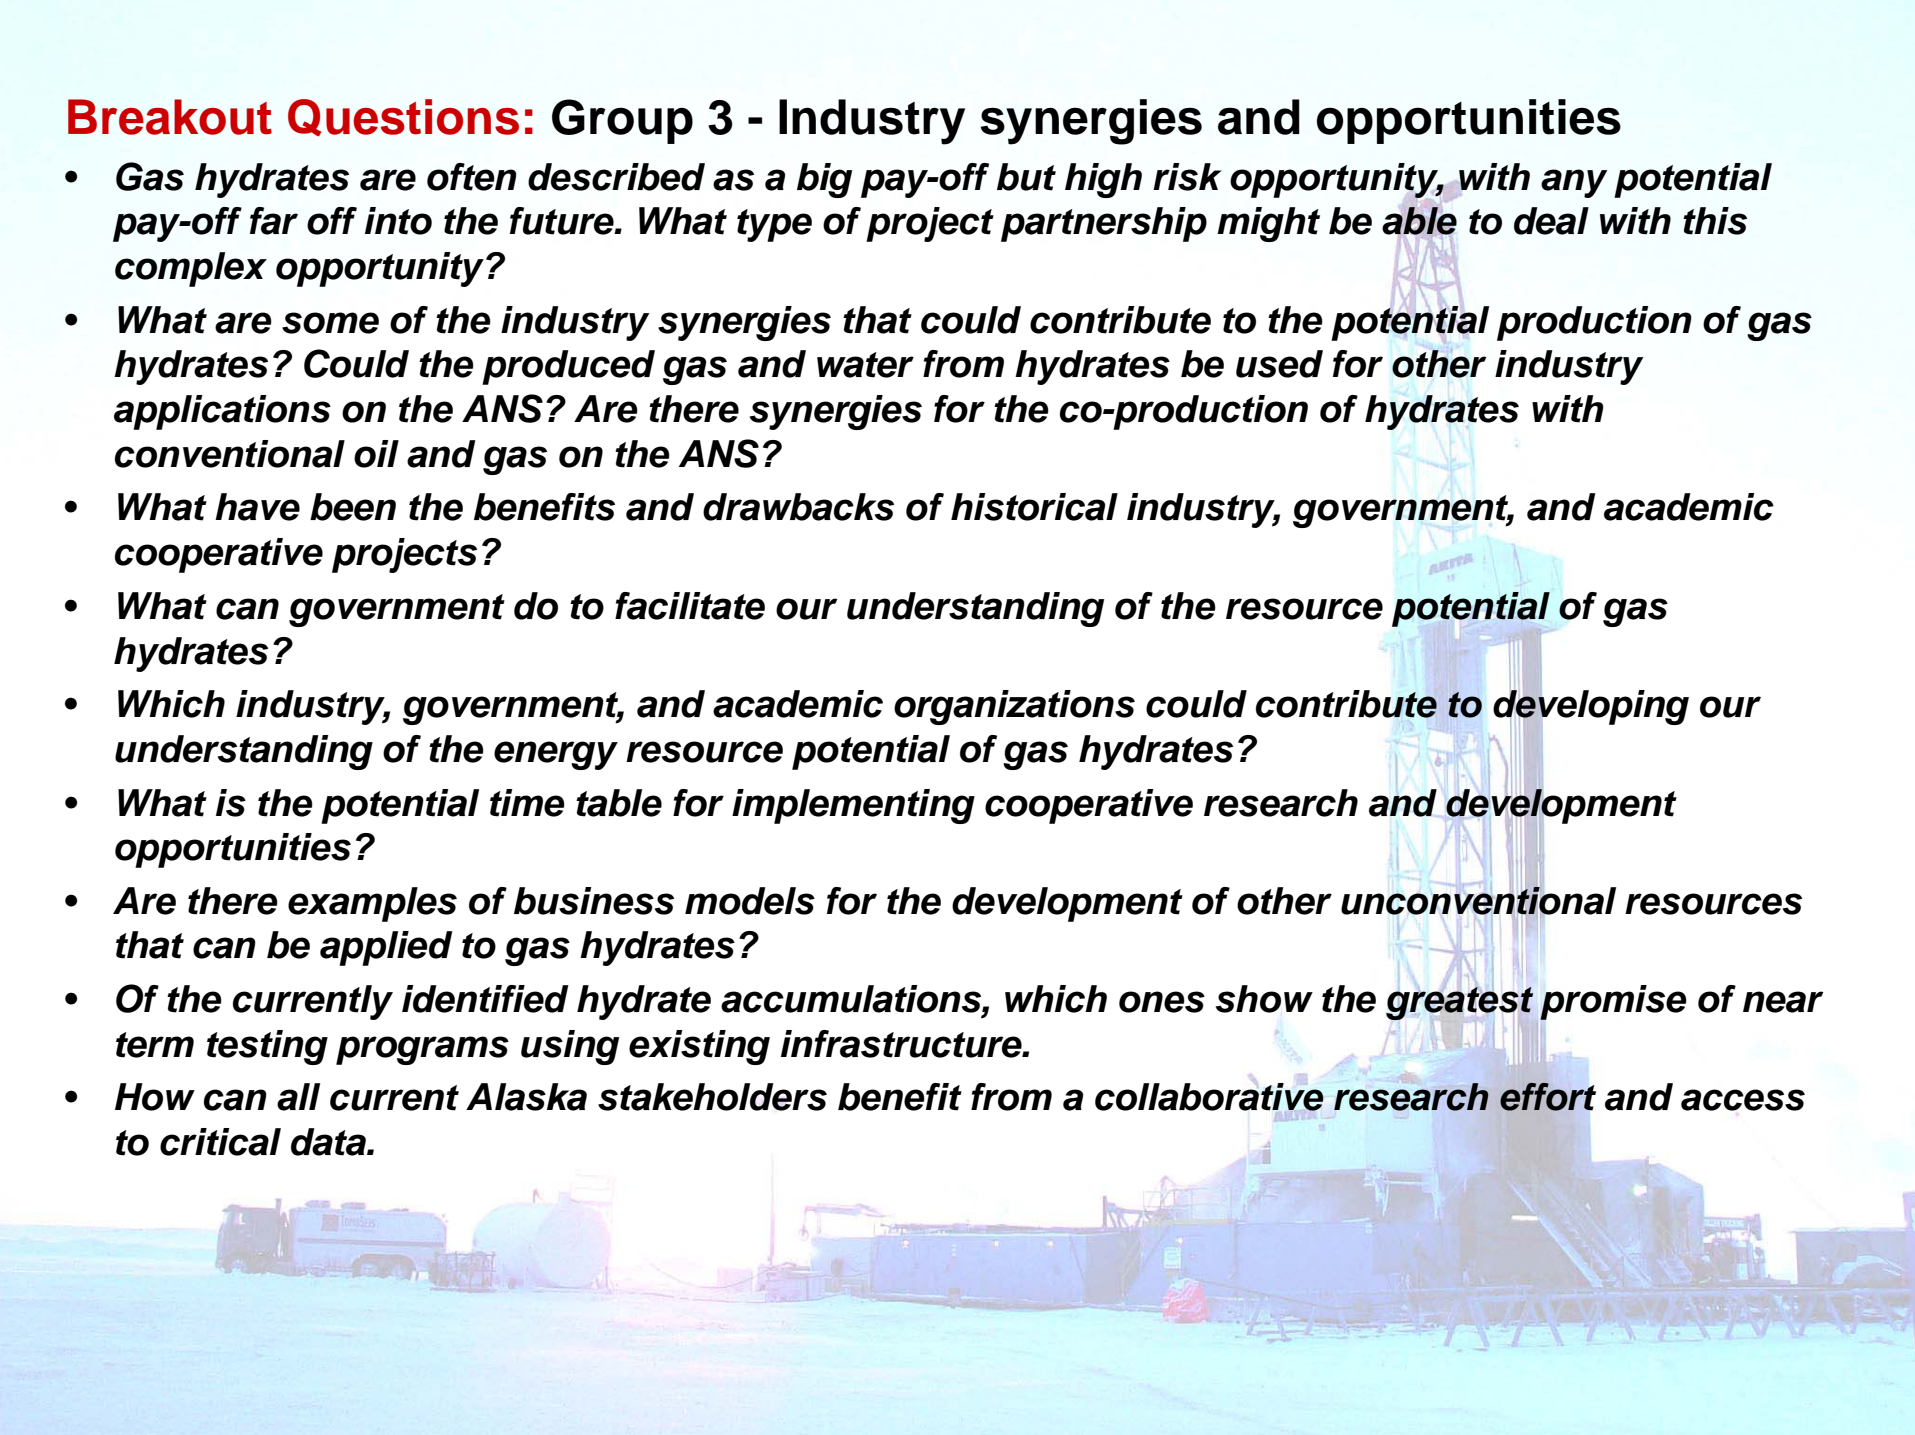 Breakout Questions: Group 3 - Industry synergies and opportunities
• Gas hydrates are often described as a big pay-off but high risk opportunity, with any potential
pay-off far off into the future. What type of project partnership might be able to deal with this
complex opportunity?
• What are some of the industry synergies that could contribute to the potential production of gas
hydrates? Could the produced gas and water from hydrates be used for other industry
applications on the ANS? Are there synergies for the co-production of hydrates with
conventional oil and gas on the ANS?
• What have been the benefits and drawbacks of historical industry, government, and academic
cooperative projects?
• What can government do to facilitate our understanding of the resource potential of gas
hydrates?
• Which industry, government, and academic organizations could contribute to developing our
understanding of the energy resource potential of gas hydrates?
• What is the potential time table for implementing cooperative research and development
opportunities?
• Are there examples of business models for the development of other unconventional resources
that can be applied to gas hydrates?
• Of the currently identified hydrate accumulations, which ones show the greatest promise of near
term testing programs using existing infrastructure.
• How can all current Alaska stakeholders benefit from a collaborative research effort and access
to critical data.
AKITA
AKITA